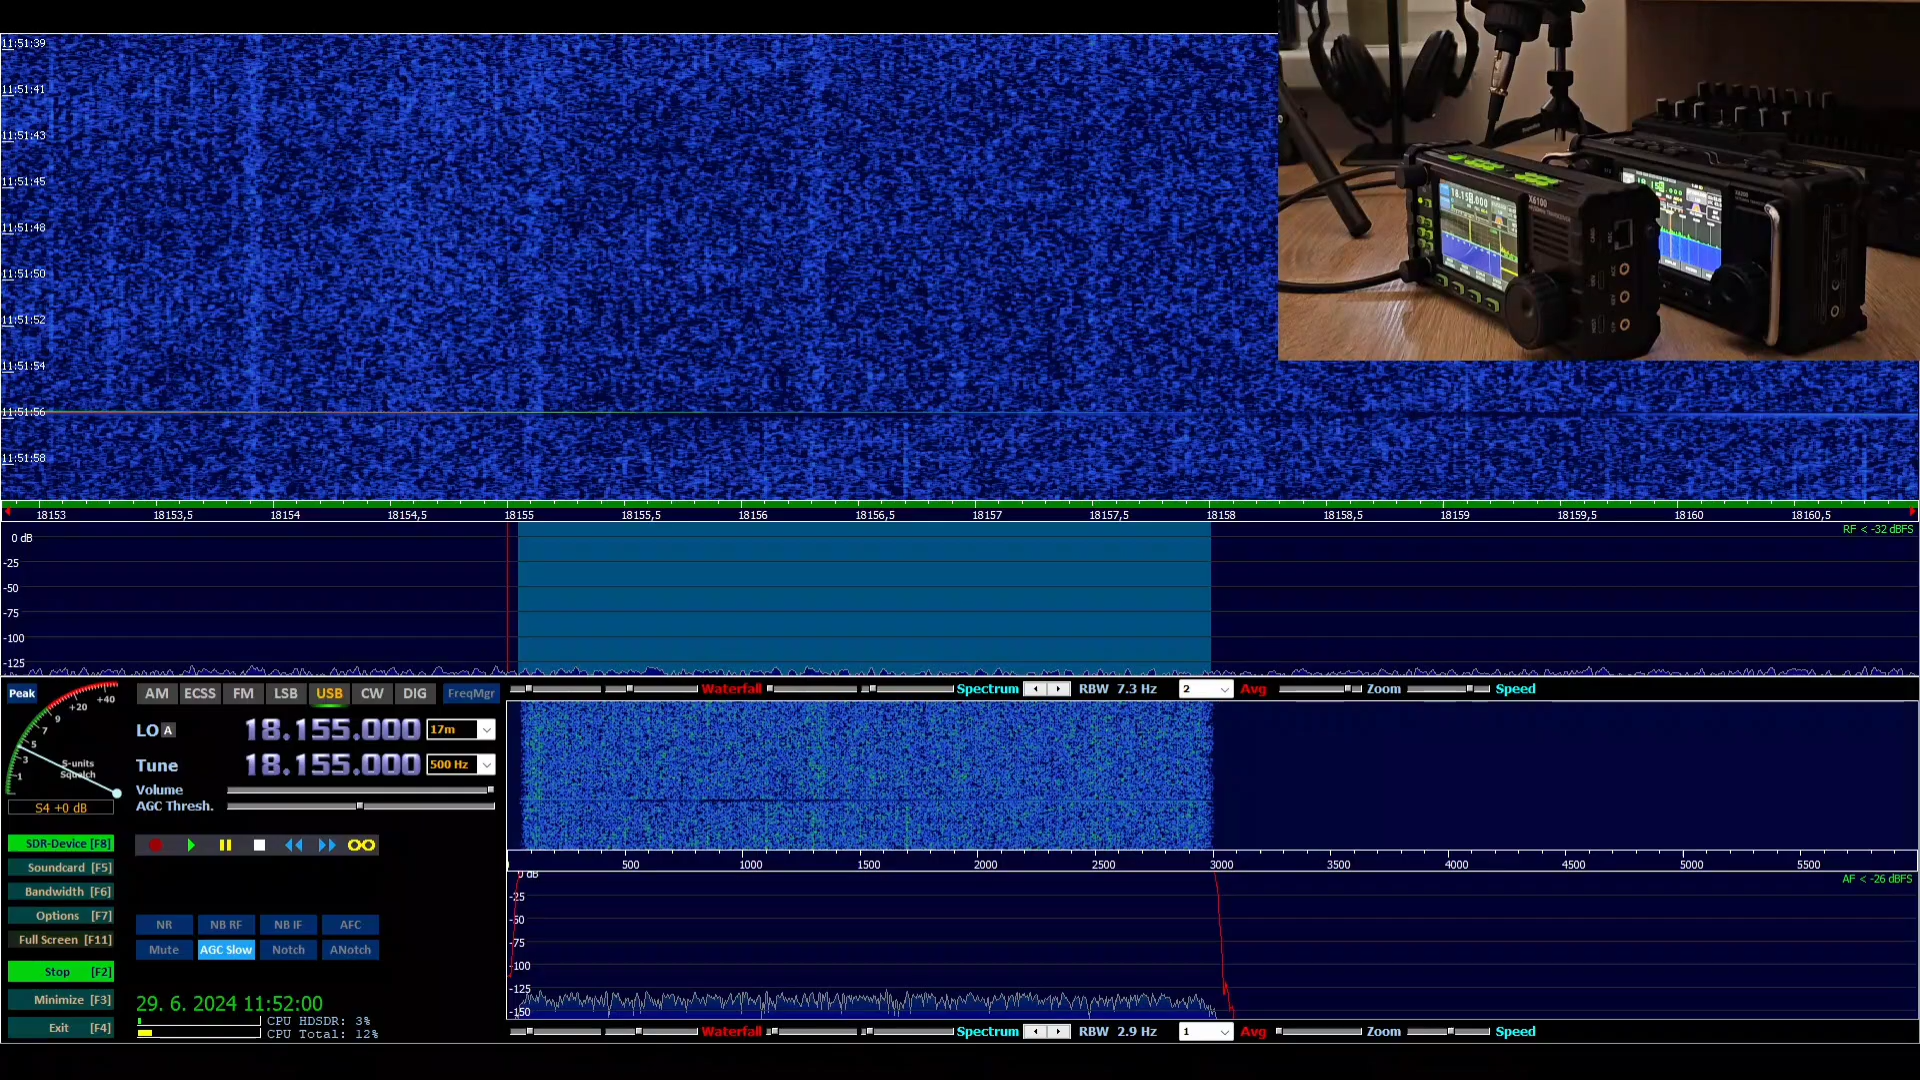 11:51:39
11:51:41
11:51:43
11:51:45
11:51:48
11:51:50
11:51:52
11:51:54
11:51:56
11:51:58
X6100
18153 18153,5 18154 18154,5 18155 18155,5 18156 18156,5 18157 18157,5 18158 18158,5 18159 18159,5 18160 18160,5
RF < -32 dBFS
0 dB
-25
-50
-75
-100
-125
Waterfall Spectrum RBW 7.3 Hz 2 Avg Zoom Speed
Peak
1 3 5 7 9 +20 +40
S-units
Squelch
S4 +0 dB
AM ECSS FM LSB USB CW DIG FreqMgr
LO A 18.155.000 17m
Tune 18.155.000 500 Hz
Volume
AGC Thresh.
SDR-Device [F8]
Soundcard [F5]
Bandwidth [F6]
Options [F7]
Full Screen [F11]
Stop [F2]
Minimize [F3]
Exit [F4]
NR NB RF NB IF AFC
Mute AGC Slow Notch ANotch
29. 6. 2024 11:52:00
CPU HDSDR: 3%
CPU Total: 12%
500 1000 1500 2000 2500 3000 3500 4000 4500 5000 5500
AF < -26 dBFS
0 dB
-25
-50
-75
-100
-125
-150
Waterfall Spectrum RBW 2.9 Hz 1 Avg Zoom Speed